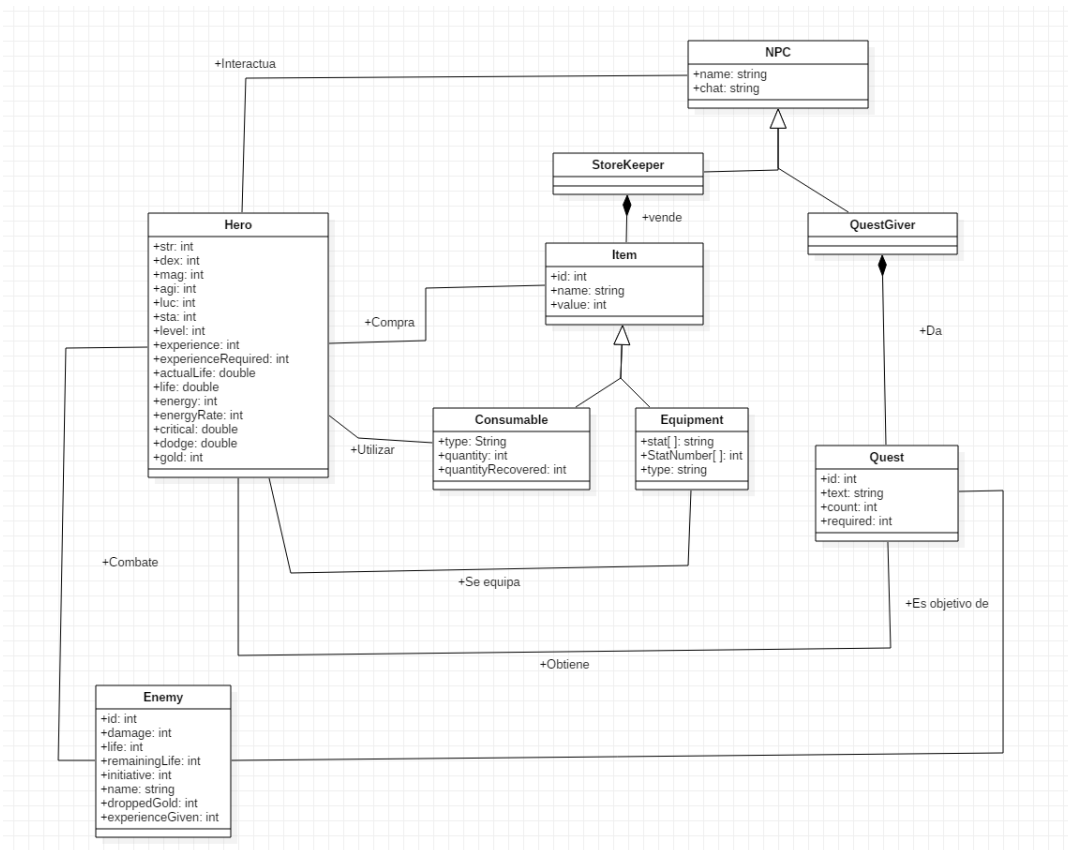 NPC
+name: string
+chat: string
+Interactua
StoreKeeper
+vende
QuestGiver
Hero
+str: int
+dex: int
+mag: int
+agi: int
+luc: int
+sta: int
+level: int
+experience: int
+experienceRequired: int
+actualLife: double
+life: double
+energy: int
+energyRate: int
+critical: double
+dodge: double
+gold: int
Item
+id: int
+name: string
+value: int
+Compra
+Da
Consumable
+type: String
+quantity: int
+quantityRecovered: int
Equipment
+stat[ ]: string
+StatNumber[ ]: int
+type: string
+Utilizar
Quest
+id: int
+text: string
+count: int
+required: int
+Combate
+Se equipa
+Es objetivo de
+Obtiene
Enemy
+id: int
+damage: int
+life: int
+remainingLife: int
+initiative: int
+name: string
+droppedGold: int
+experienceGiven: int